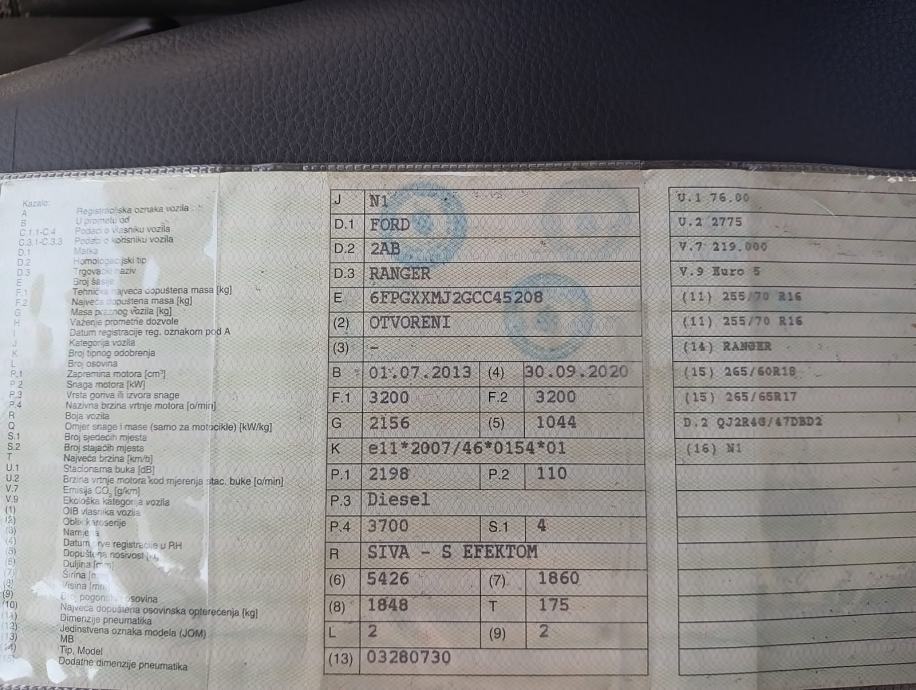 Kazalo:
A Registracijska oznaka vozila
B U prometu od
C.1.1-C.4 Podaci o vlasniku vozila
C.3.1-C.3.3 Podaci o korisniku vozila
D.1 Marka
D.2 Homologacijski tip
D.3 Trgovački naziv
E Broj šasije
F.1 Tehnička najveća dopuštena masa [kg]
F.2 Najveća dopuštena masa [kg]
G Masa praznog vozila [kg]
H Važenje prometne dozvole
I Datum registracije reg. oznakom pod A
J Kategorija vozila
K Broj tipnog odobrenja
L Broj osovina
P.1 Zapremina motora [cm³]
P.2 Snaga motora [kW]
P.3 Vrsta goriva ili izvora snage
P.4 Nazivna brzina vrtnje motora [o/min]
R Boja vozila
Q Omjer snage i mase (samo za motocikle) [kW/kg]
S.1 Broj sjedećih mjesta
S.2 Broj stajaćih mjesta
T Najveća brzina [km/h]
U.1 Stacionarna buka [dB]
U.2 Brzina vrtnje motora kod mjerenja stac. buke [o/min]
V.7 Emisija CO₂ [g/km]
V.9 Ekološka kategorija vozila
(1) OIB vlasnika vozila
(2) Oblik karoserije
(3) Namjena
(4) Datum prve registracije u RH
(5) Dopuštena nosivost
(6) Duljina [mm]
(7) Širina
(8) Visina [mm]
(9) pogonskih osovina
(10) Najveća dopuštena osovinska opterećenja [kg]
(11) Dimenzije pneumatika
(12) Jedinstvena oznaka modela (JOM)
(13) MB
(14) Tip, Model
Dodatne dimenzije pneumatika
J N1
D.1 FORD
D.2 2AB
D.3 RANGER
E 6FPGXXMJ2GCC45208
(2) OTVORENI
(3) -
B 01.07.2013 (4) 30.09.2020
F.1 3200 F.2 3200
G 2156 (5) 1044
K e11*2007/46*0154*01
P.1 2198 P.2 110
P.3 Diesel
P.4 3700 S.1 4
R SIVA - S EFEKTOM
(6) 5426 (7) 1860
(8) 1848 T 175
L 2 (9) 2
(13) 03280730
U.1 76.00
U.2 2775
V.7 219.000
V.9 Euro 5
(11) 255/70 R16
(11) 255/70 R16
(14) RANGER
(15) 265/60R18
(15) 265/65R17
D.2 QJ2R4G/47DBD2
(16) N1